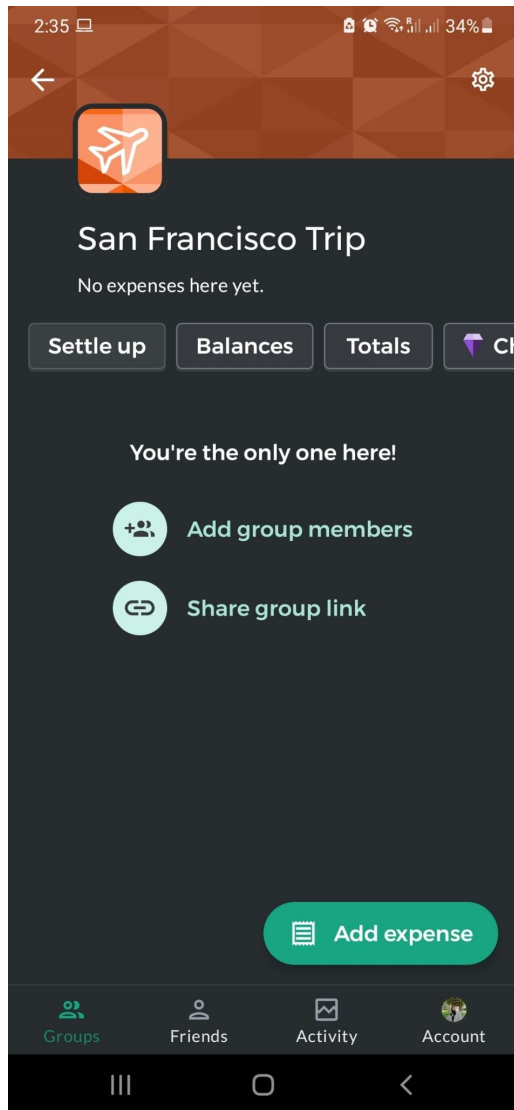 2:35 R 34%
San Francisco Trip
No expenses here yet.
Settle up Balances Totals Ch
You're the only one here!
Add group members
Share group link
Add expense
Groups Friends Activity Account